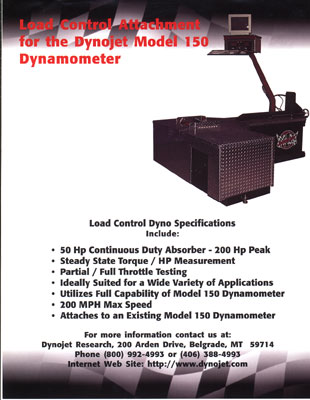 Load Control Attachment
for the Dynojet Model 150
Dynamometer
Load Control Dyno Specifications
Include:
• 50 Hp Continuous Duty Absorber - 200 Hp Peak
• Steady State Torque / HP Measurement
• Partial / Full Throttle Testing
• Ideally Suited for a Wide Variety of Applications
• Utilizes Full Capability of Model 150 Dynamometer
• 200 MPH Max Speed
• Attaches to an Existing Model 150 Dynamometer
For more information contact us at:
Dynojet Research, 200 Arden Drive, Belgrade, MT 59714
Phone (800) 992-4993 or (406) 388-4993
Internet Web Site: http://www.dynojet.com